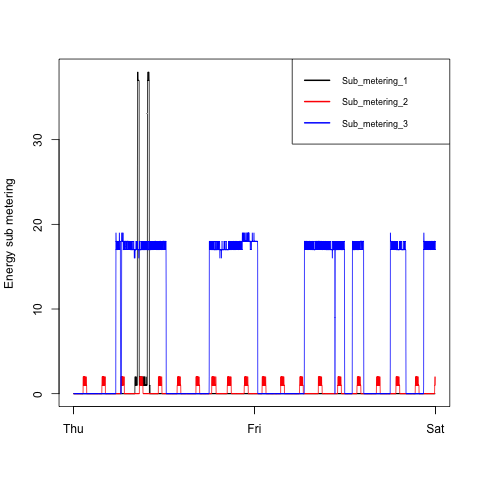 Sub_metering_1
Sub_metering_2
Sub_metering_3
Energy sub metering
30
20
10
0
Thu Fri Sat